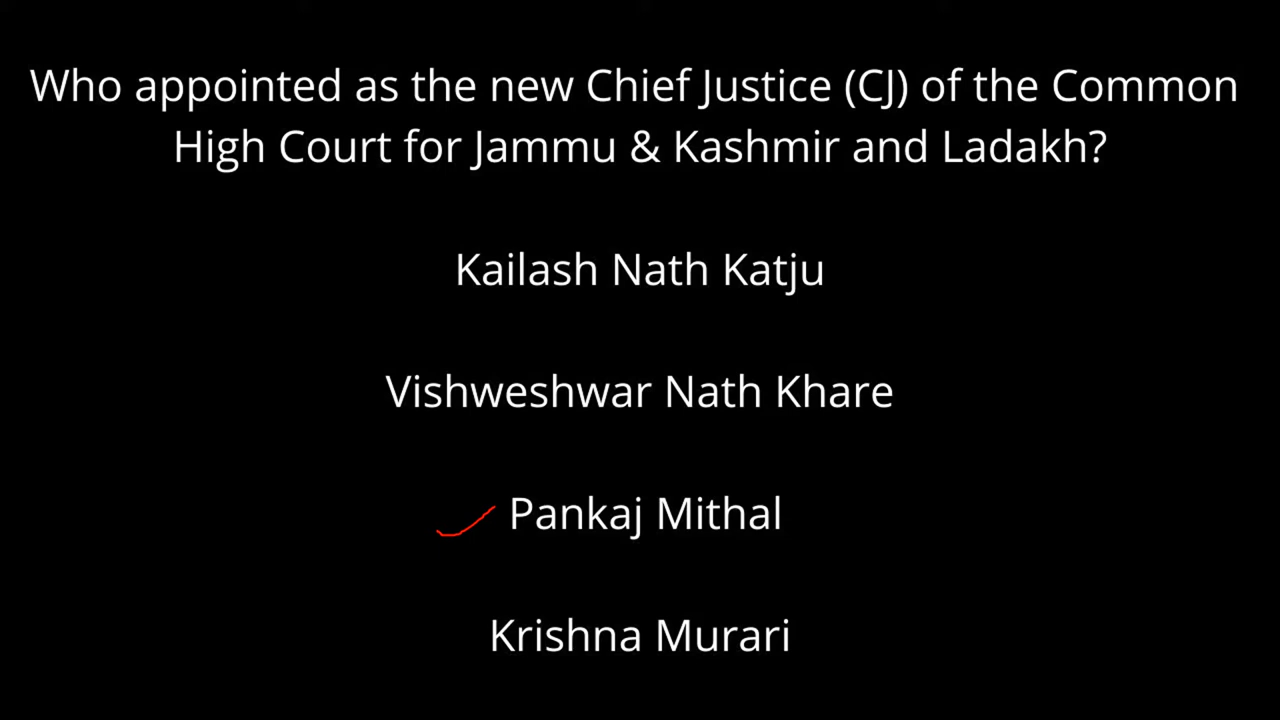 Who appointed as the new Chief Justice (CJ) of the Common
High Court for Jammu & Kashmir and Ladakh?
Kailash Nath Katju
Vishweshwar Nath Khare
Pankaj Mithal
Krishna Murari